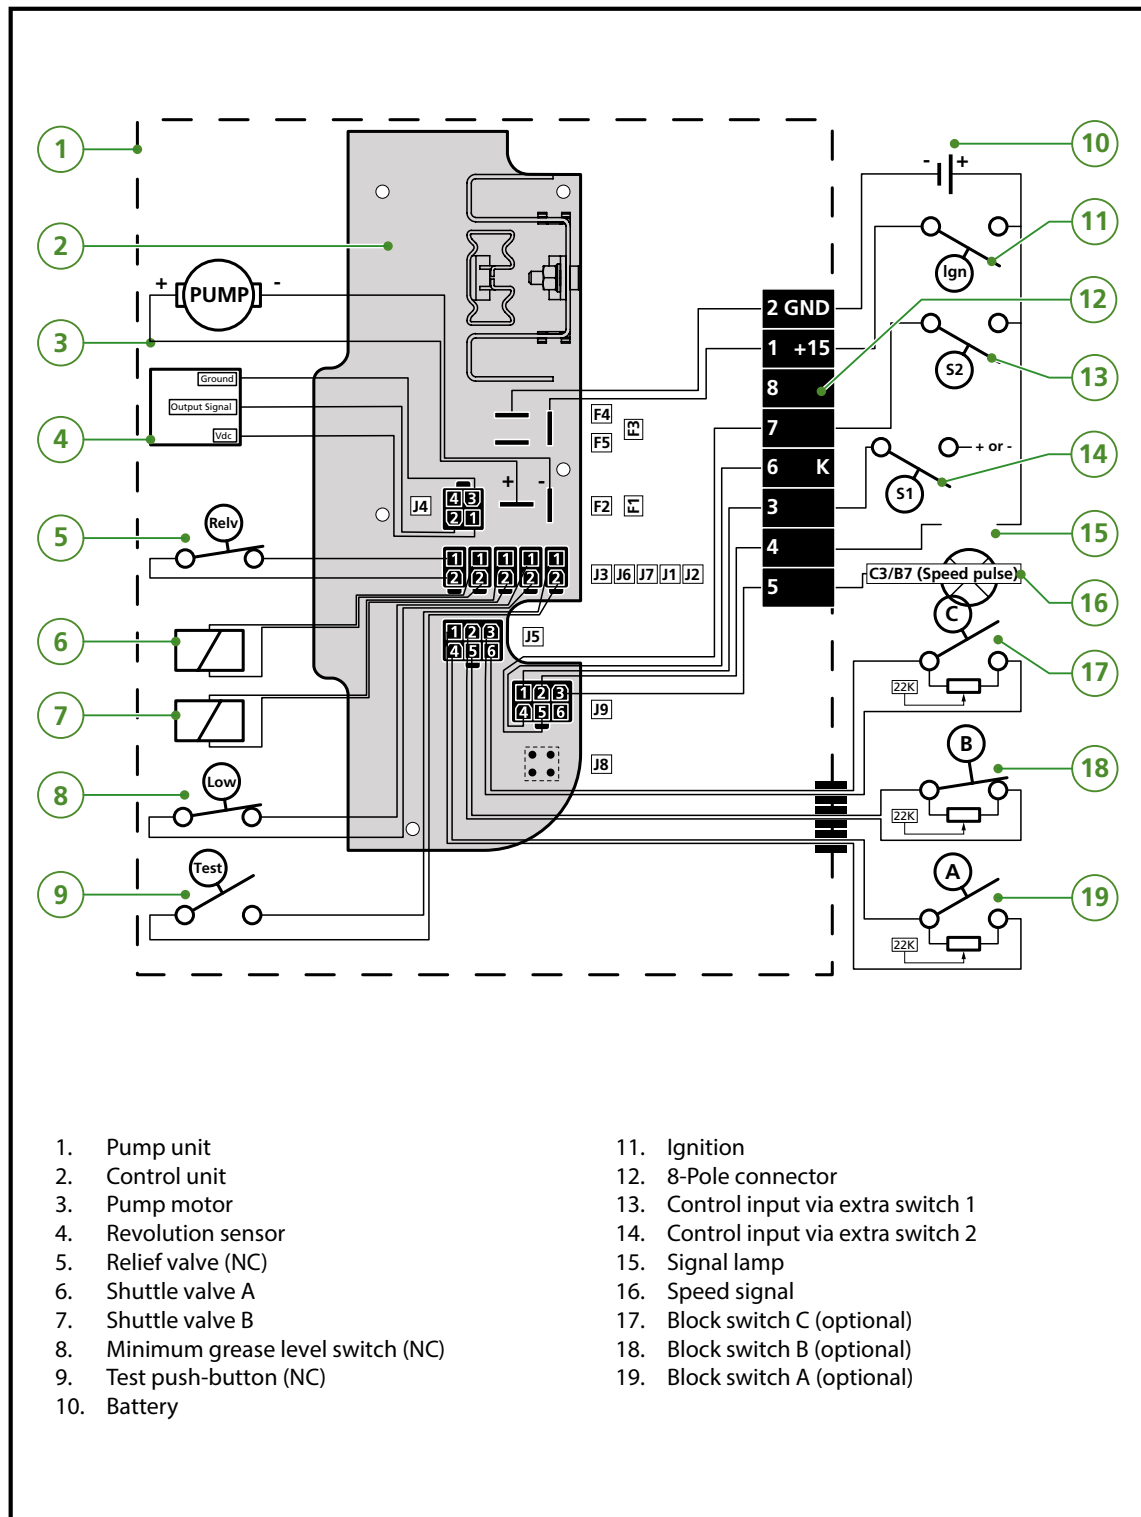 1
2
3
4
5
6
7
8
9
10
11
12
13
14
15
16
17
18
19
+ PUMP -
Ground
Output Signal
Vdc
Relv
Low
Test
F4
F5
F3
+ -
F2
F1
J4
4 3
2 1
1 1 1 1 1
2 2 2 2 2
J3 J6 J7 J1 J2
1 2 3
4 5 6
J5
1 2 3
4 5 6
J9
J8
2 GND
1 +15
8
7
6 K
3
4
5
- +
Ign
S2
+ or -
S1
C3/B7 (Speed pulse)
C
22K
B
22K
A
22K
1. Pump unit
2. Control unit
3. Pump motor
4. Revolution sensor
5. Relief valve (NC)
6. Shuttle valve A
7. Shuttle valve B
8. Minimum grease level switch (NC)
9. Test push-button (NC)
10. Battery
11. Ignition
12. 8-Pole connector
13. Control input via extra switch 1
14. Control input via extra switch 2
15. Signal lamp
16. Speed signal
17. Block switch C (optional)
18. Block switch B (optional)
19. Block switch A (optional)